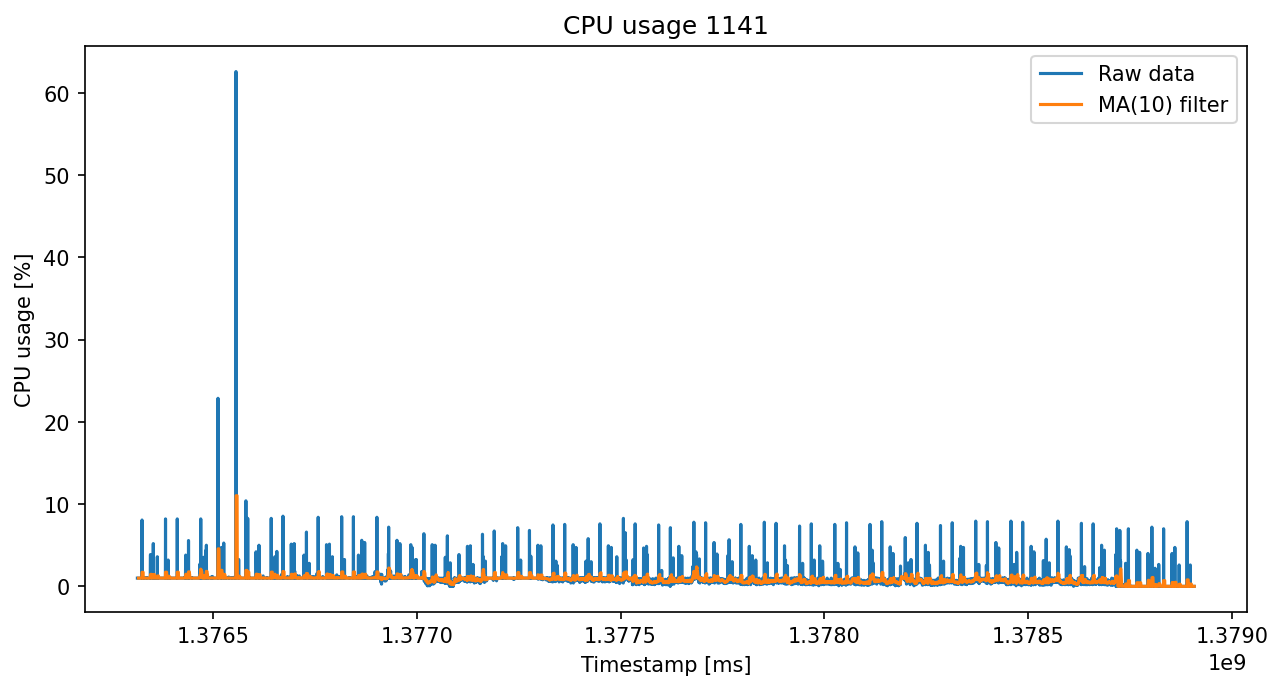 CPU usage 1141
Raw data
MA(10) filter
CPU usage [%]
60
50
40
30
20
10
0
1.3765 1.3770 1.3775 1.3780 1.3785 1.3790
1e9
Timestamp [ms]